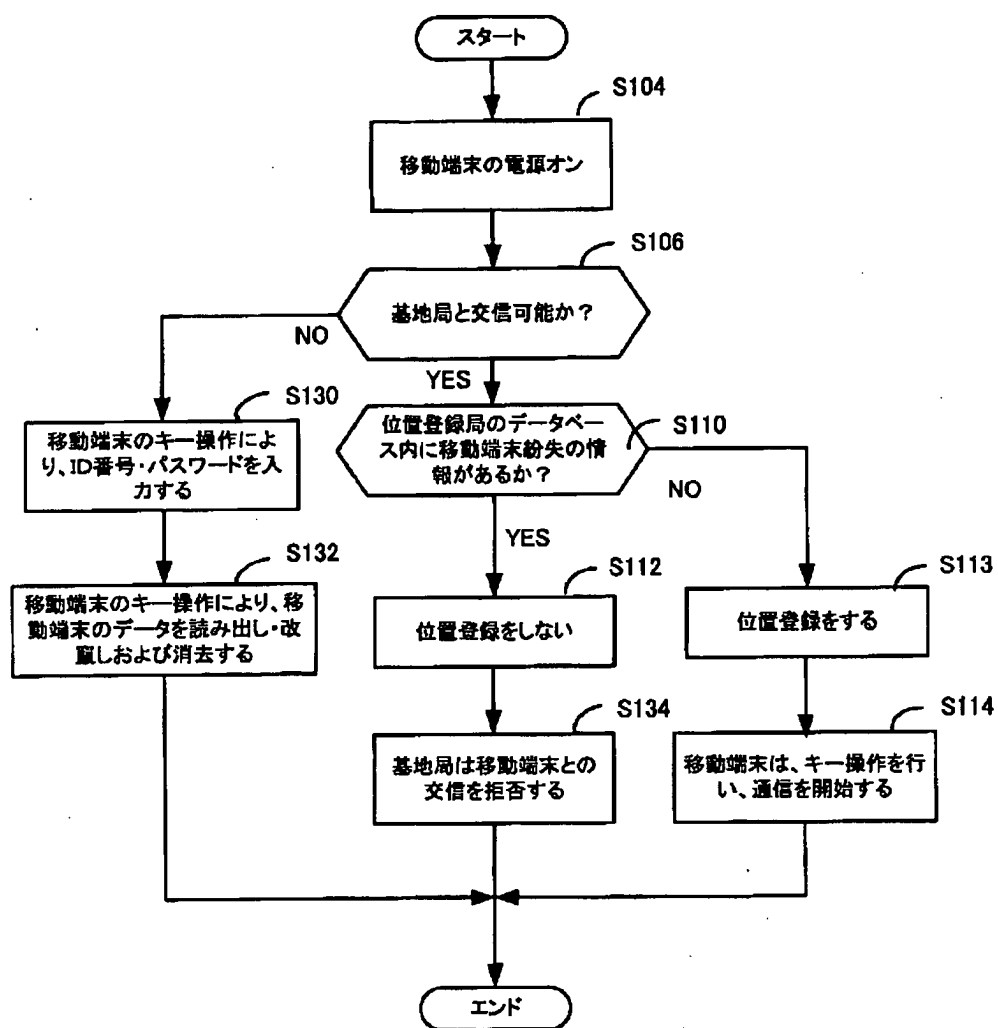 スタート
S104
移動端末の電源オン
S106
基地局と交信可能か?
NO
YES
S130
移動端末のキー操作によ
り、ID番号・パスワードを入
力する
位置登録局のデータベー
ス内に移動端末紛失の情
報があるか?
S110
NO
YES
S132
移動端末のキー操作により、移
動端末のデータを読み出し・改
竄しおよび消去する
S112
位置登録をしない
S113
位置登録をする
S134
基地局は移動端末との
交信を拒否する
S114
移動端末は、キー操作を行
い、通信を開始する
エンド